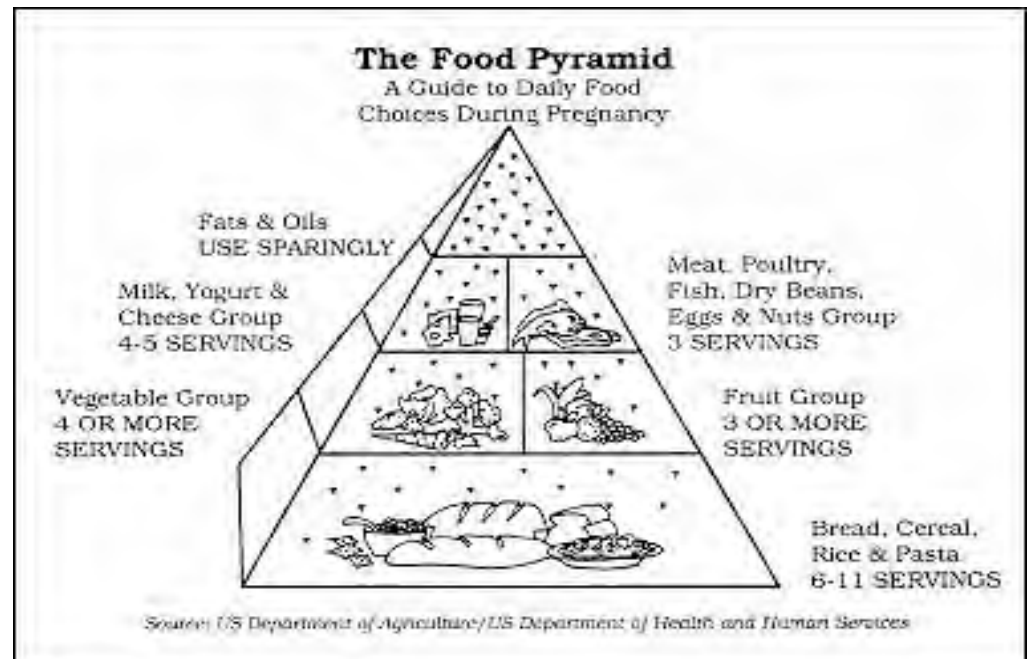 The Food Pyramid
A Guide to Daily Food
Choices During Pregnancy
Fats & Oils
USE SPARINGLY
Milk, Yogurt &
Cheese Group
4-5 SERVINGS
Meat, Poultry,
Fish, Dry Beans,
Eggs & Nuts Group
3 SERVINGS
Vegetable Group
4 OR MORE
SERVINGS
Fruit Group
3 OR MORE
SERVINGS
Bread, Cereal,
Rice & Pasta
6-11 SERVINGS
Source: US Department of Agriculture/US Department of Health and Human Services